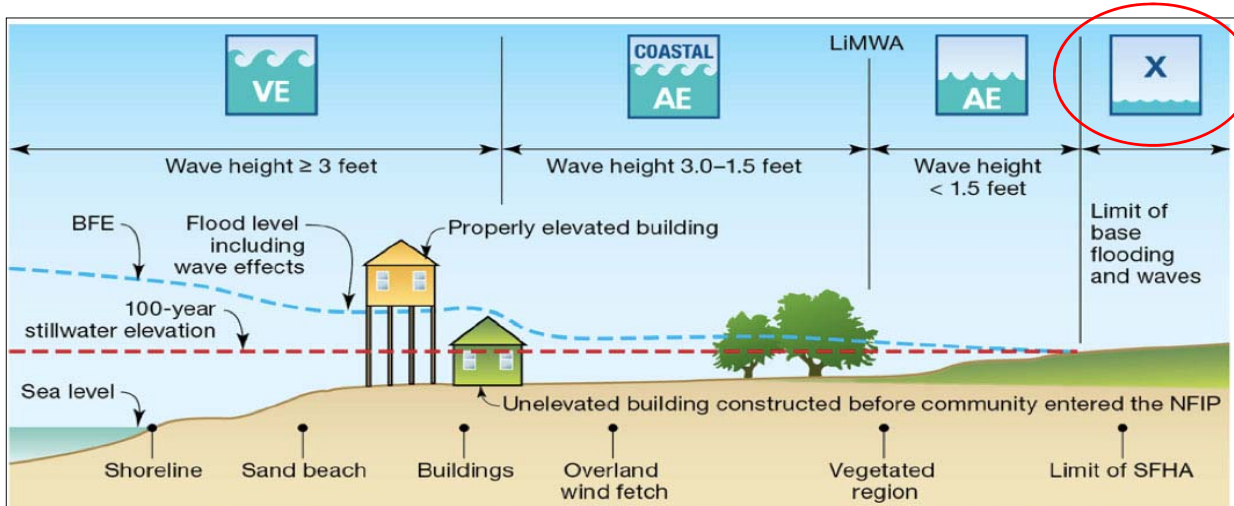 VE
COASTAL
AE
LiMWA
AE
X
Wave height ≥ 3 feet
Wave height 3.0–1.5 feet
Wave height
< 1.5 feet
Limit of
base
flooding
and waves
BFE
Flood level
including
wave effects
Properly elevated building
100-year
stillwater elevation
Sea level
Unelevated building constructed before community entered the NFIP
Shoreline
Sand beach
Buildings
Overland
wind fetch
Vegetated
region
Limit of SFHA